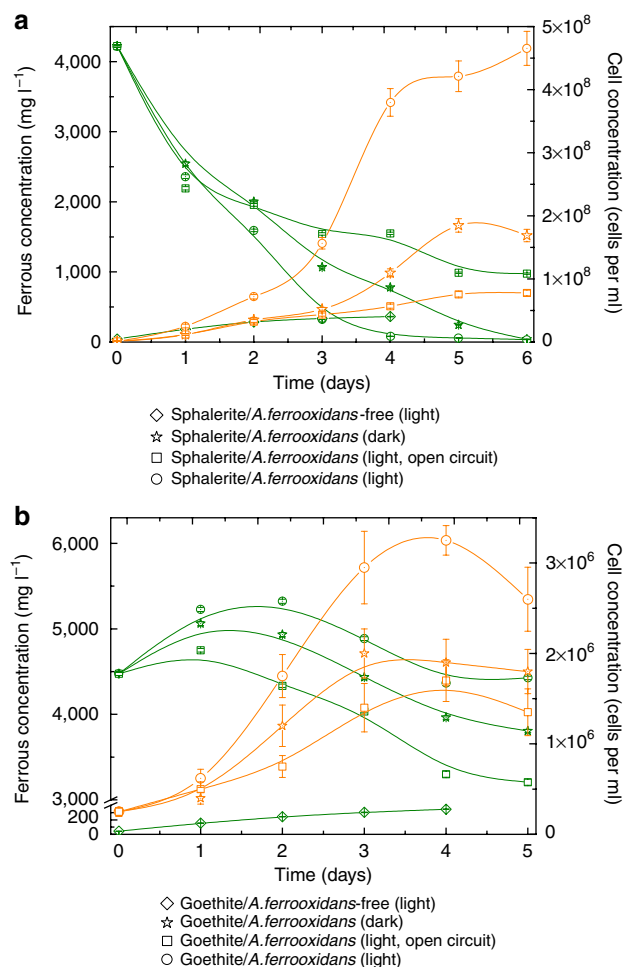 a
Ferrous concentration (mg l⁻¹)
4,000
3,000
2,000
1,000
0
5×10⁸
4×10⁸
3×10⁸
2×10⁸
1×10⁸
0
Cell concentration (cells per ml)
0 1 2 3 4 5 6
Time (days)
Sphalerite/A.ferrooxidans-free (light)
Sphalerite/A.ferrooxidans (dark)
Sphalerite/A.ferrooxidans (light, open circuit)
Sphalerite/A.ferrooxidans (light)
b
Ferrous concentration (mg l⁻¹)
6,000
5,000
4,000
3,000
200
0
3×10⁶
2×10⁶
1×10⁶
0
Cell concentration (cells per ml)
0 1 2 3 4 5
Time (days)
Goethite/A.ferrooxidans-free (light)
Goethite/A.ferrooxidans (dark)
Goethite/A.ferrooxidans (light, open circuit)
Goethite/A.ferrooxidans (light)